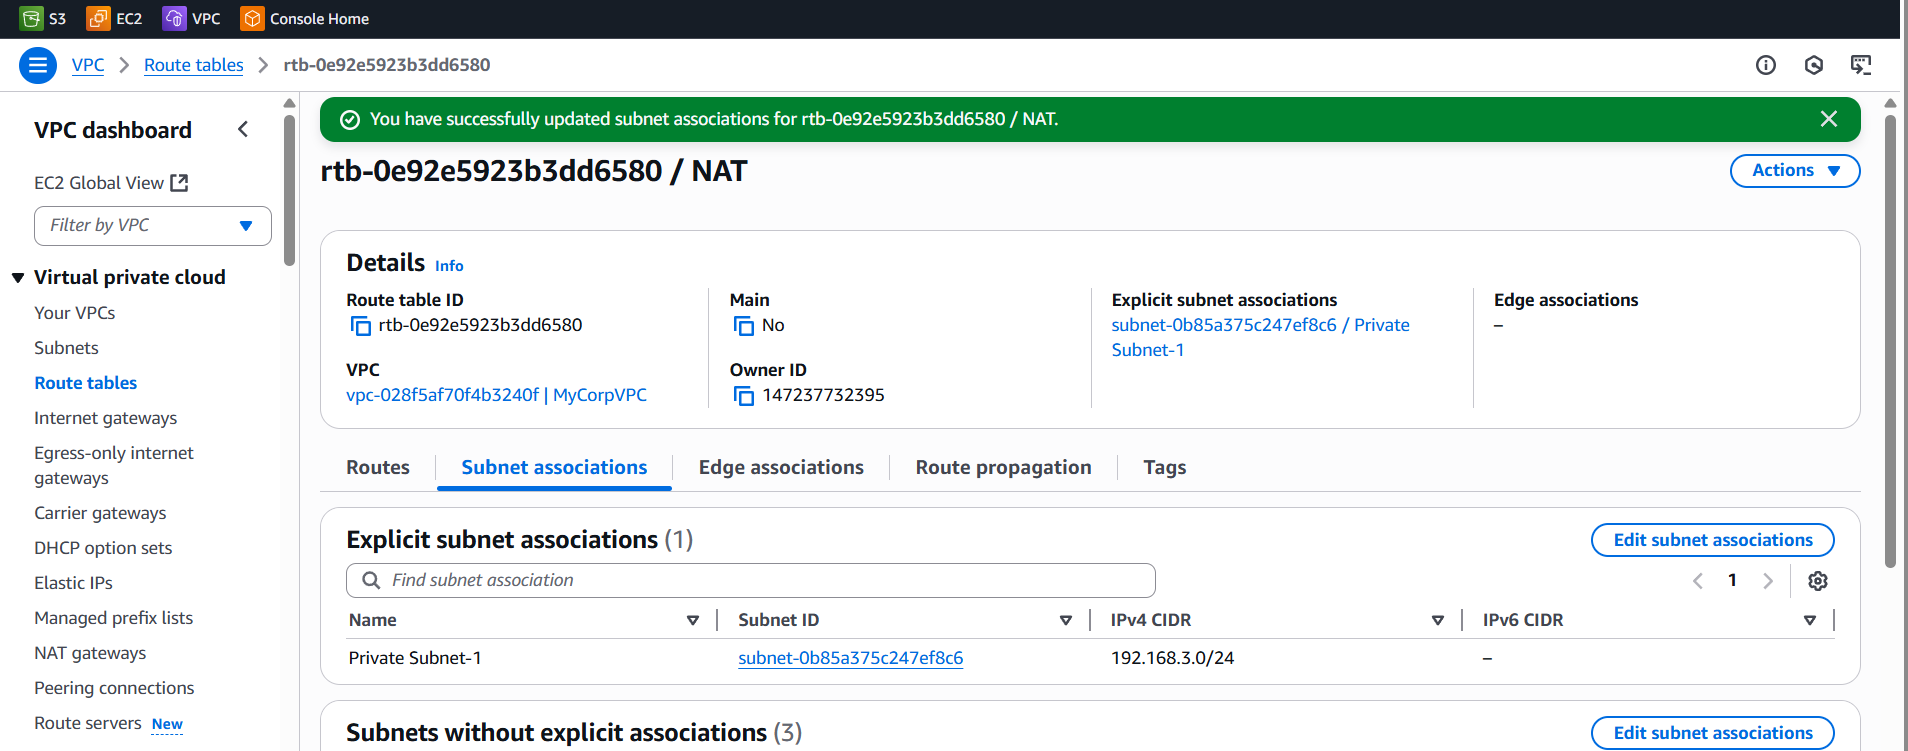 S3 EC2 VPC Console Home
VPC Route tables rtb-0e92e5923b3dd6580
VPC dashboard
EC2 Global View
Filter by VPC
Virtual private cloud
Your VPCs
Subnets
Route tables
Internet gateways
Egress-only internet
gateways
Carrier gateways
DHCP option sets
Elastic IPs
Managed prefix lists
NAT gateways
Peering connections
Route servers New
You have successfully updated subnet associations for rtb-0e92e5923b3dd6580 / NAT.
rtb-0e92e5923b3dd6580 / NAT
Actions
Details Info
Route table ID
rtb-0e92e5923b3dd6580
VPC
vpc-028f5af70f4b3240f | MyCorpVPC
Main
No
Owner ID
147237732395
Explicit subnet associations
subnet-0b85a375c247ef8c6 / Private
Subnet-1
Edge associations
–
Routes Subnet associations Edge associations Route propagation Tags
Explicit subnet associations (1)
Edit subnet associations
Find subnet association
1
Name Subnet ID IPv4 CIDR IPv6 CIDR
Private Subnet-1 subnet-0b85a375c247ef8c6 192.168.3.0/24 –
Subnets without explicit associations (3)
Edit subnet associations